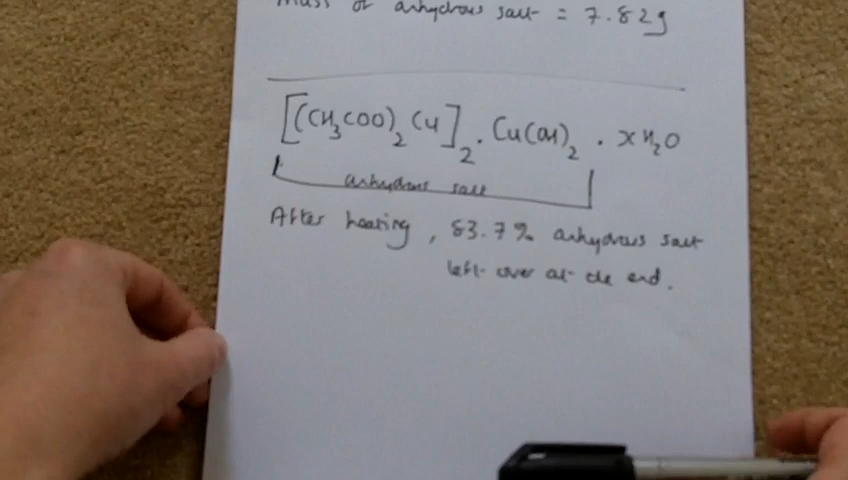 Mass of anhydrous salt = 7.82g
[(CH₃COO)₂Cu]₂ . Cu(OH)₂ . xH₂O
anhydrous salt
After heating, 83.7% anhydrous salt
left over at the end.